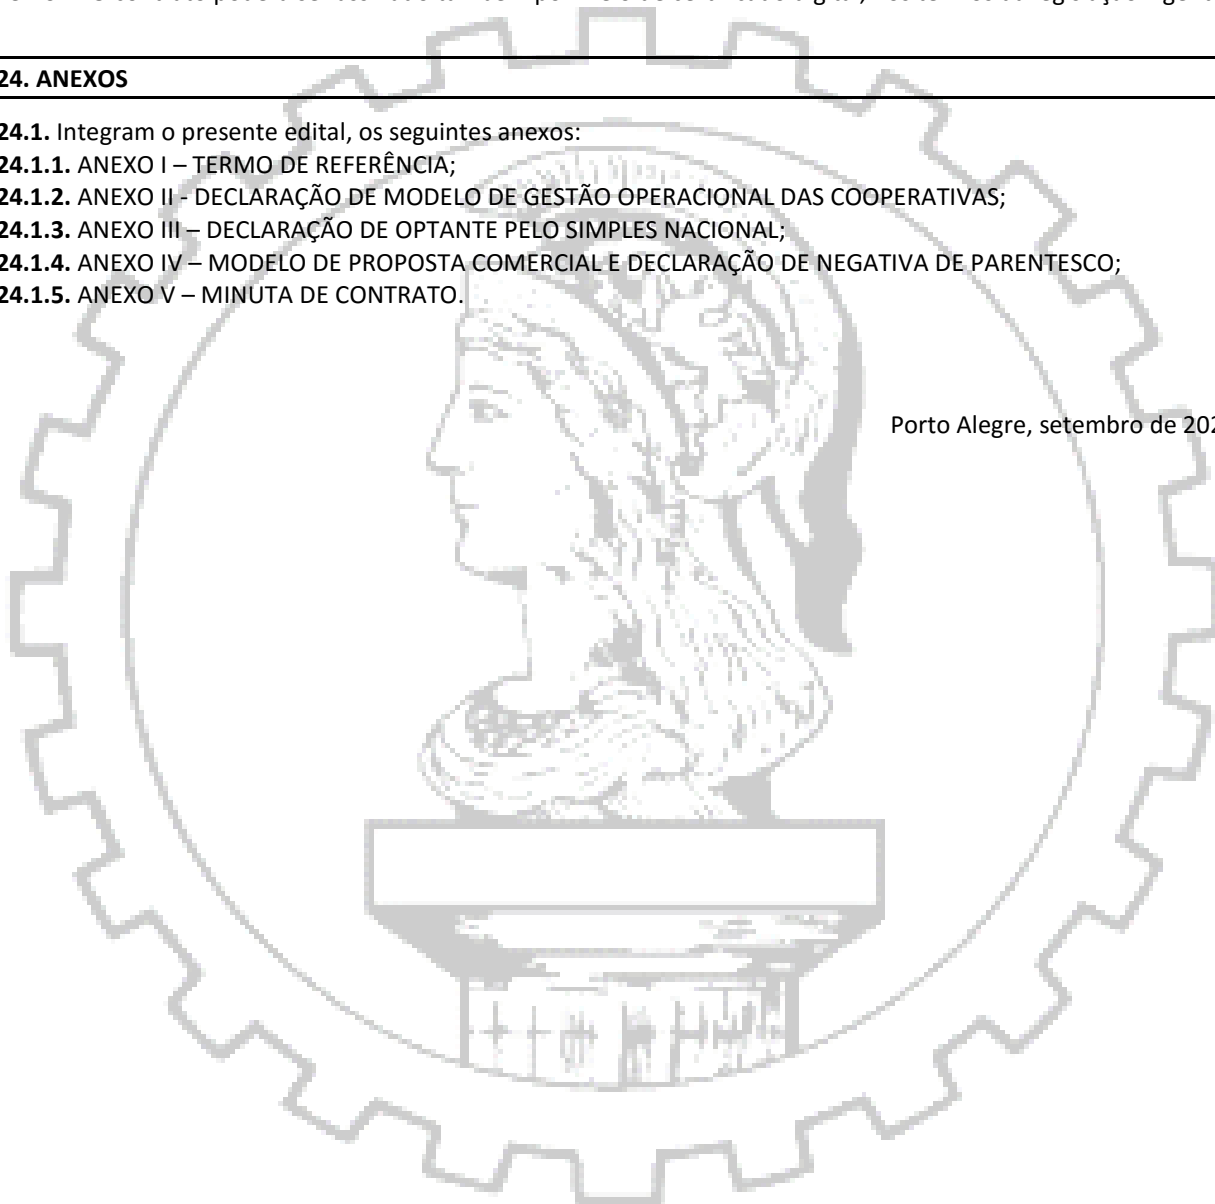 24. ANEXOS
24.1. Integram o presente edital, os seguintes anexos:
24.1.1. ANEXO I – TERMO DE REFERÊNCIA;
24.1.2. ANEXO II - DECLARAÇÃO DE MODELO DE GESTÃO OPERACIONAL DAS COOPERATIVAS;
24.1.3. ANEXO III – DECLARAÇÃO DE OPTANTE PELO SIMPLES NACIONAL;
24.1.4. ANEXO IV – MODELO DE PROPOSTA COMERCIAL E DECLARAÇÃO DE NEGATIVA DE PARENTESCO;
24.1.5. ANEXO V – MINUTA DE CONTRATO.
Porto Alegre, setembro de 202